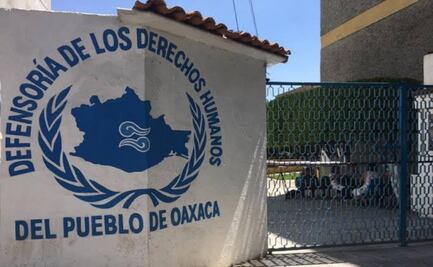 DEFENSORÍA DE LOS DERECHOS HUMANOS
DEL PUEBLO DE OAXACA